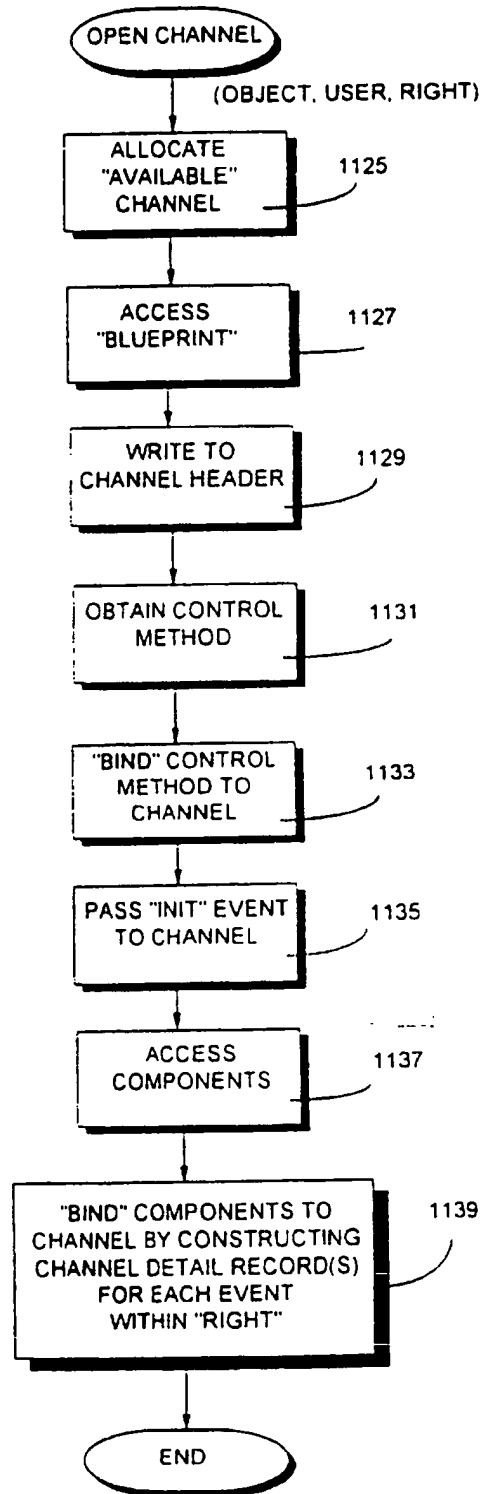 OPEN CHANNEL
(OBJECT, USER, RIGHT)
ALLOCATE
"AVAILABLE"
CHANNEL
1125
ACCESS
"BLUEPRINT"
1127
WRITE TO
CHANNEL HEADER
1129
OBTAIN CONTROL
METHOD
1131
"BIND" CONTROL
METHOD TO
CHANNEL
1133
PASS "INIT" EVENT
TO CHANNEL
1135
ACCESS
COMPONENTS
1137
"BIND" COMPONENTS TO
CHANNEL BY CONSTRUCTING
CHANNEL DETAIL RECORD(S)
FOR EACH EVENT
WITHIN "RIGHT"
1139
END